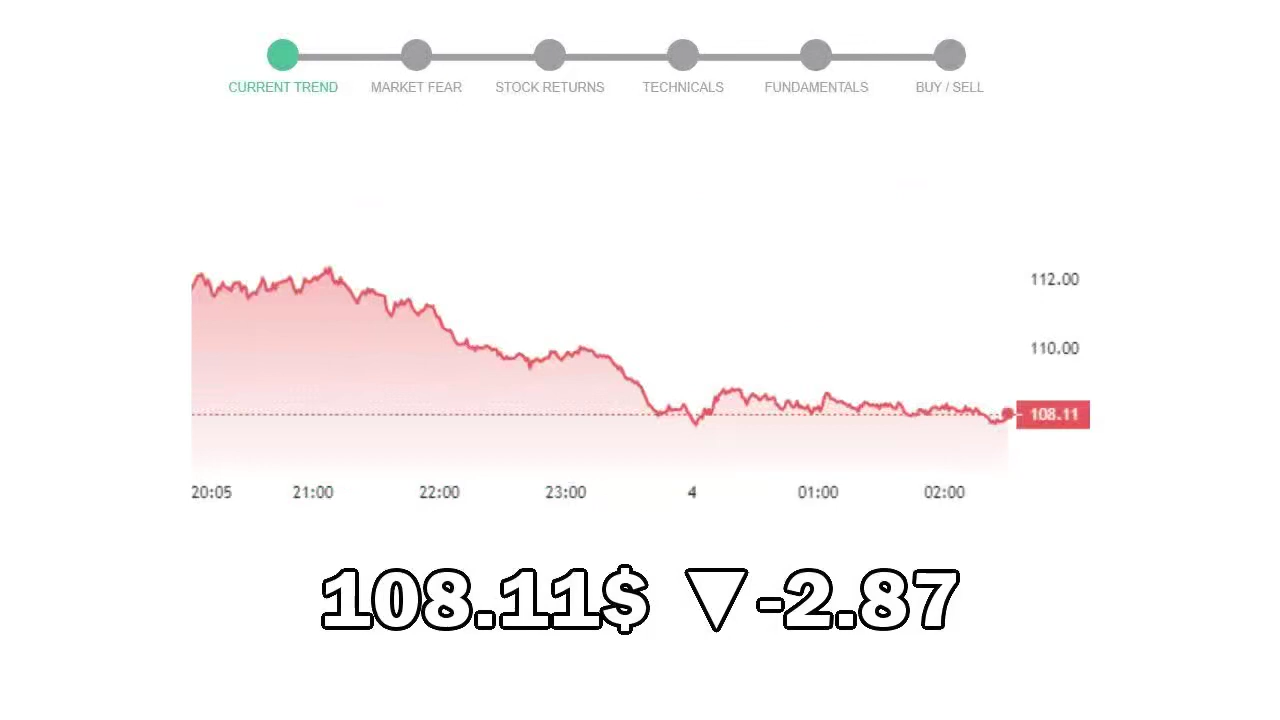 CURRENT TREND MARKET FEAR STOCK RETURNS TECHNICALS FUNDAMENTALS BUY / SELL
112.00
110.00
108.11
20:05 21:00 22:00 23:00 4 01:00 02:00
108.11$ ▼-2.87